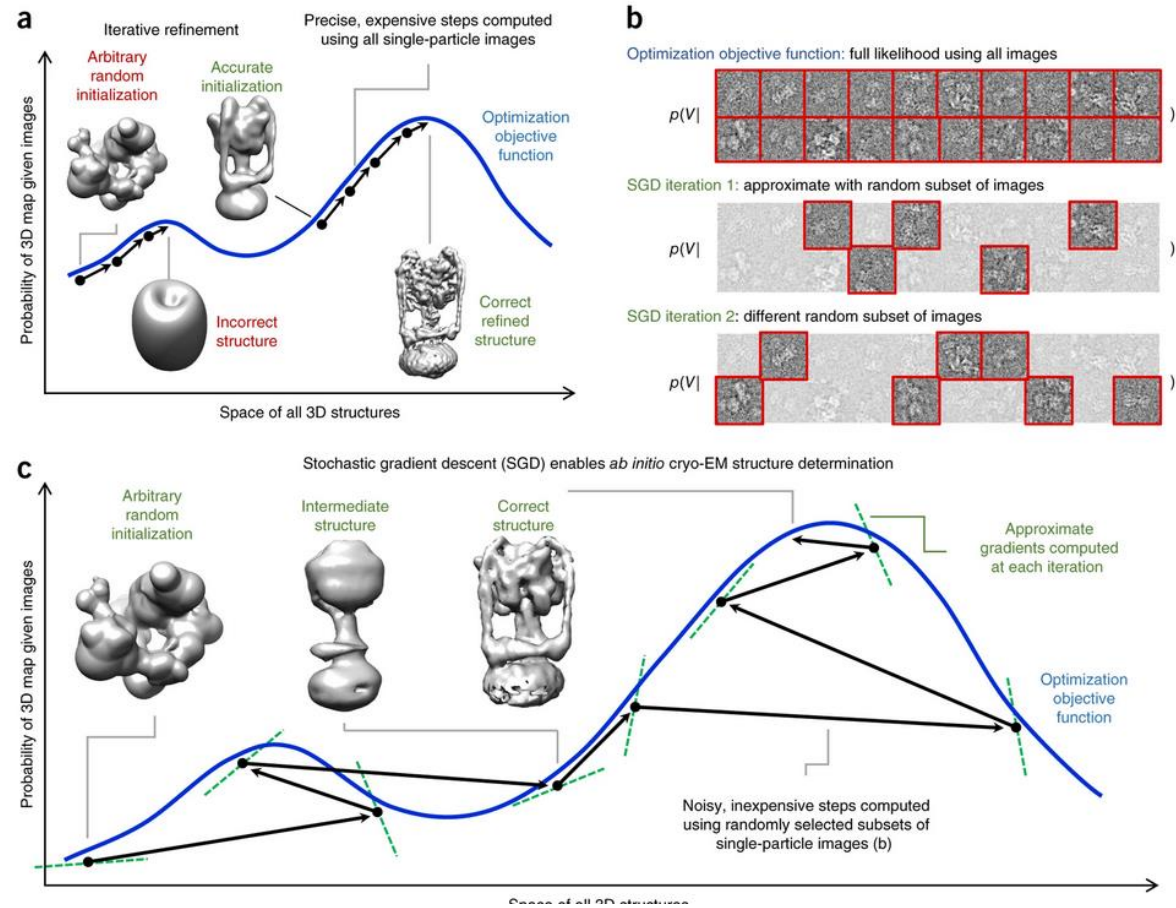 a
Iterative refinement
Precise, expensive steps computed
using all single-particle images
Arbitrary
random
initialization
Accurate
initialization
Optimization
objective
function
Incorrect
structure
Correct
refined
structure
Probability of 3D map given images
Space of all 3D structures
b
Optimization objective function: full likelihood using all images
p(V| )
SGD iteration 1: approximate with random subset of images
p(V| )
SGD iteration 2: different random subset of images
p(V| )
c
Stochastic gradient descent (SGD) enables ab initio cryo-EM structure determination
Arbitrary
random
initialization
Intermediate
structure
Correct
structure
Approximate
gradients computed
at each iteration
Optimization
objective
function
Noisy, inexpensive steps computed
using randomly selected subsets of
single-particle images (b)
Probability of 3D map given images
Space of all 3D structures